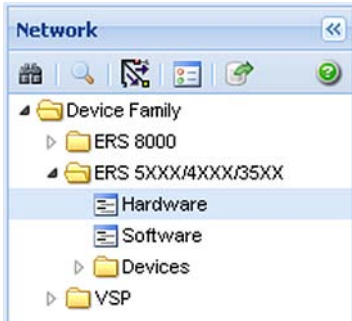 Network
Device Family
ERS 8000
ERS 5XXX/4XXX/35XX
Hardware
Software
Devices
VSP